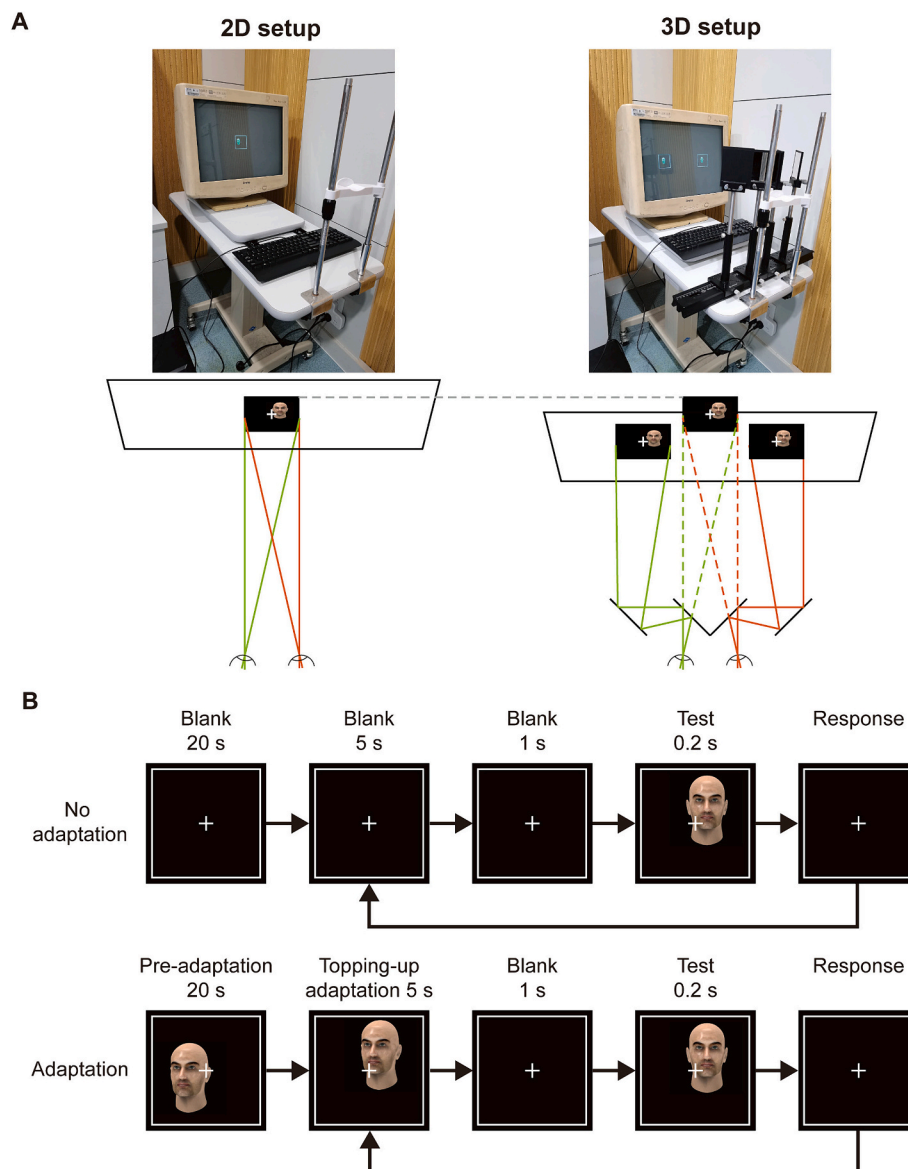 A
2D setup
3D setup
B
Blank
20 s
Blank
5 s
Blank
1 s
Test
0.2 s
Response
No
adaptation
Pre-adaptation
20 s
Topping-up
adaptation 5 s
Blank
1 s
Test
0.2 s
Response
Adaptation